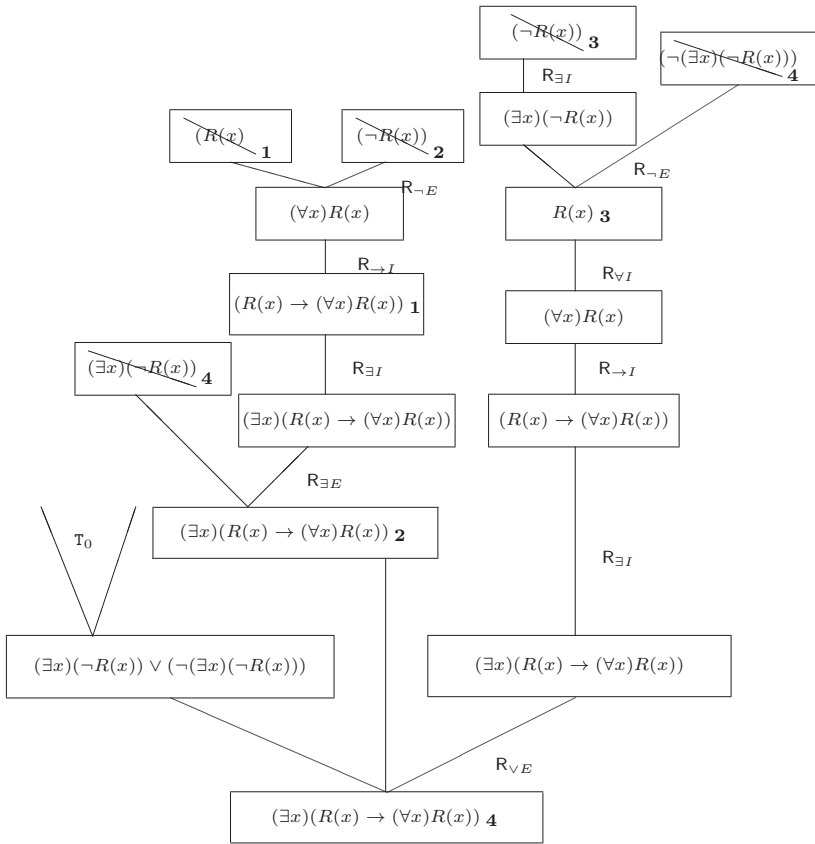 (¬R(x)) 3
(¬(∃x)(¬R(x))) 4
R∃I
(∃x)(¬R(x))
(R(x) 1
(¬R(x)) 2
R¬E
R¬E
(∀x)R(x)
R(x) 3
R→I
R∀I
(R(x) → (∀x)R(x)) 1
(∀x)R(x)
(∃x)(¬R(x)) 4
R∃I
R→I
(∃x)(R(x) → (∀x)R(x))
(R(x) → (∀x)R(x))
R∃E
T0
(∃x)(R(x) → (∀x)R(x)) 2
R∃I
(∃x)(¬R(x)) ∨ (¬(∃x)(¬R(x)))
(∃x)(R(x) → (∀x)R(x))
R∨E
(∃x)(R(x) → (∀x)R(x)) 4